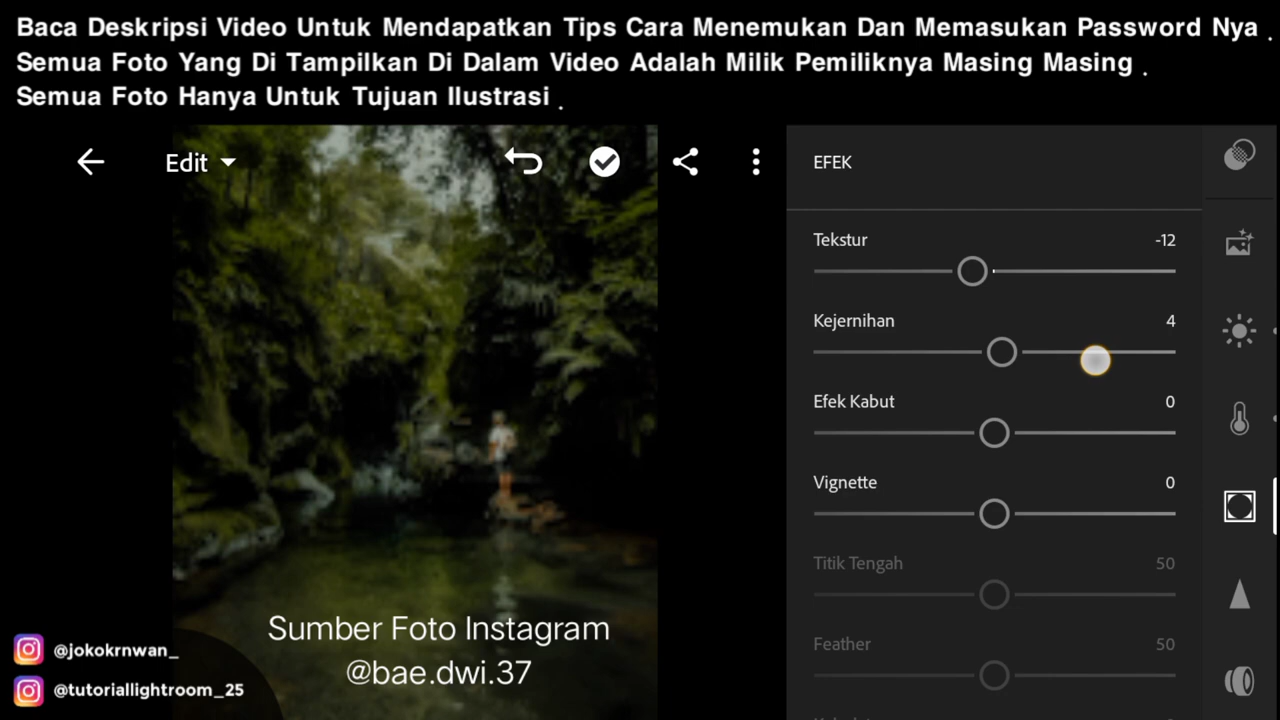 Baca Deskripsi Video Untuk Mendapatkan Tips Cara Menemukan Dan Memasukan Password Nya .
Semua Foto Yang Di Tampilkan Di Dalam Video Adalah Milik Pemiliknya Masing Masing .
Semua Foto Hanya Untuk Tujuan Ilustrasi .
Edit
EFEK
Tekstur -12
Kejernihan 4
Efek Kabut 0
Vignette 0
Titik Tengah 50
Feather 50
Sumber Foto Instagram
@bae.dwi.37
@jokokrnwan_
@tutoriallightroom_25